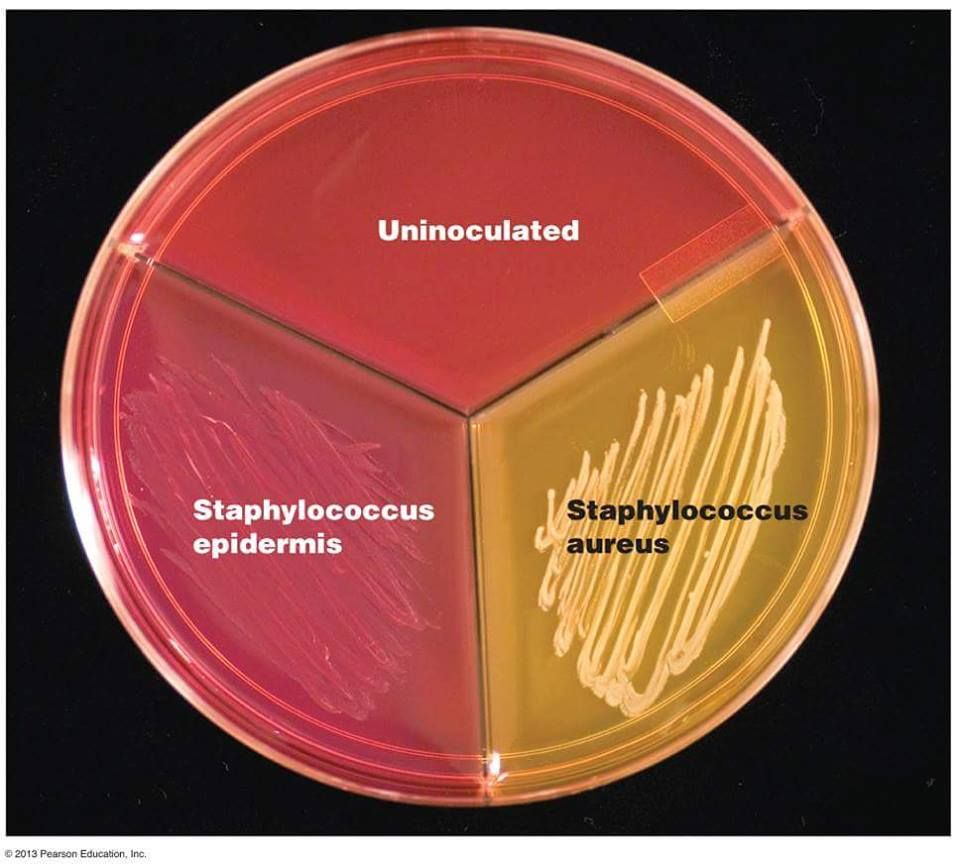 Uninoculated
Staphylococcus
epidermis
Staphylococcus
aureus
© 2013 Pearson Education, Inc.